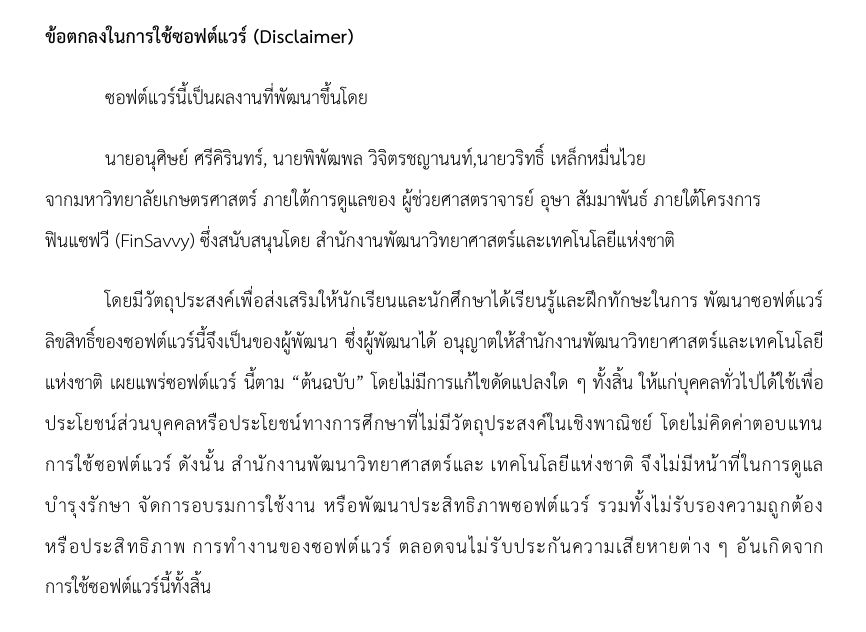 ข้อตกลงในการใช้ซอฟต์แวร์ (Disclaimer)
ซอฟต์แวร์นี้เป็นผลงานที่พัฒนาขึ้นโดย
นายอนุศิษย์ ศรีคิรินทร์, นายพิพัฒพล วิจิตรชญานนท์,นายวริทธิ์ เหล็กหมื่นไวย
จากมหาวิทยาลัยเกษตรศาสตร์ ภายใต้การดูแลของ ผู้ช่วยศาสตราจารย์ อุษา สัมมาพันธ์ ภายใต้โครงการ
ฟินแซฟวี (FinSavvy) ซึ่งสนับสนุนโดย สำนักงานพัฒนาวิทยาศาสตร์และเทคโนโลยีแห่งชาติ
โดยมีวัตถุประสงค์เพื่อส่งเสริมให้นักเรียนและนักศึกษาได้เรียนรู้และฝึกทักษะในการ พัฒนาซอฟต์แวร์
ลิขสิทธิ์ของซอฟต์แวร์นี้จึงเป็นของผู้พัฒนา ซึ่งผู้พัฒนาได้ อนุญาตให้สำนักงานพัฒนาวิทยาศาสตร์และเทคโนโลยี
แห่งชาติ เผยแพร่ซอฟต์แวร์ นี้ตาม “ต้นฉบับ” โดยไม่มีการแก้ไขดัดแปลงใด ๆ ทั้งสิ้น ให้แก่บุคคลทั่วไปได้ใช้เพื่อ
ประโยชน์ส่วนบุคคลหรือประโยชน์ทางการศึกษาที่ไม่มีวัตถุประสงค์ในเชิงพาณิชย์ โดยไม่คิดค่าตอบแทน
การใช้ซอฟต์แวร์ ดังนั้น สำนักงานพัฒนาวิทยาศาสตร์และ เทคโนโลยีแห่งชาติ จึงไม่มีหน้าที่ในการดูแล
บำรุงรักษา จัดการอบรมการใช้งาน หรือพัฒนาประสิทธิภาพซอฟต์แวร์ รวมทั้งไม่รับรองความถูกต้อง
หรือประสิทธิภาพ การทำงานของซอฟต์แวร์ ตลอดจนไม่รับประกันความเสียหายต่าง ๆ อันเกิดจาก
การใช้ซอฟต์แวร์นี้ทั้งสิ้น